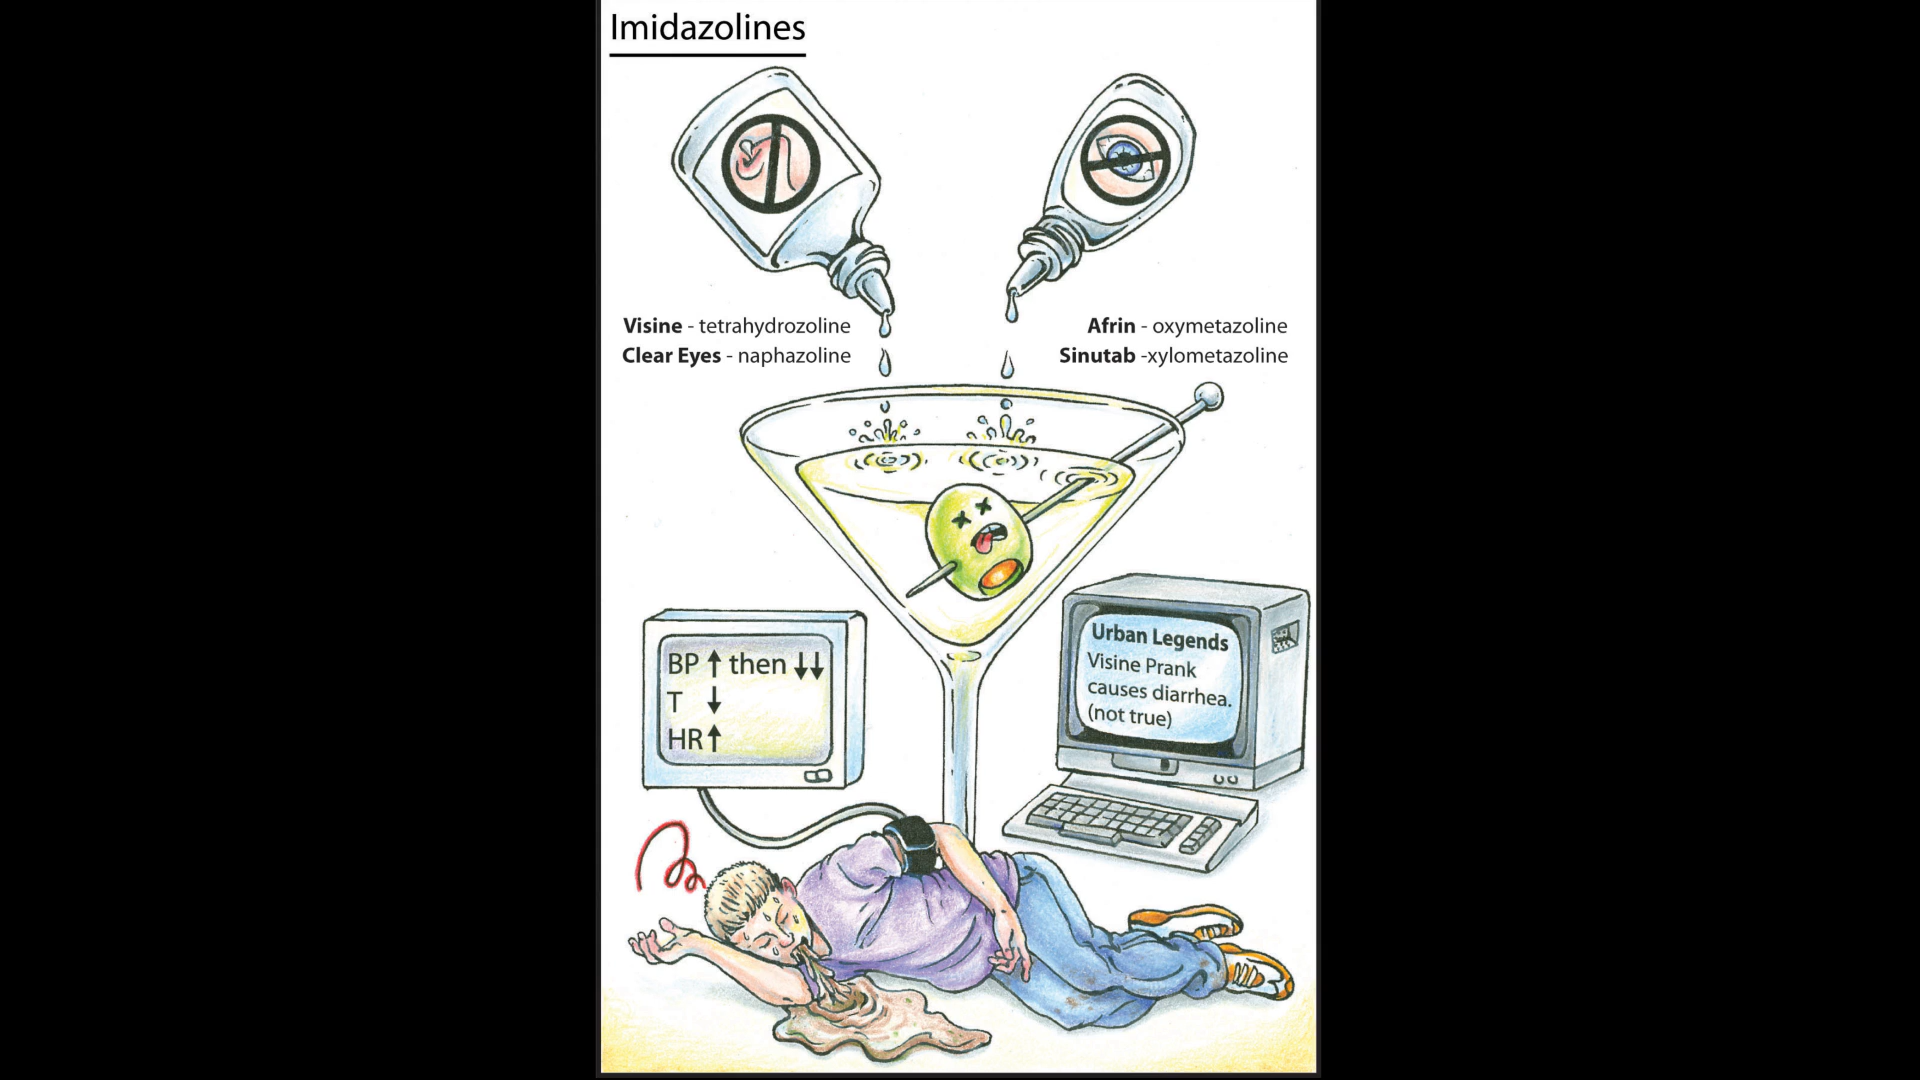 Imidazolines
Visine - tetrahydrozoline
Clear Eyes - naphazoline
Afrin - oxymetazoline
Sinutab -xylometazoline
BP ↑ then ↓↓
T ↓
HR ↑
Urban Legends
Visine Prank
causes diarrhea.
(not true)